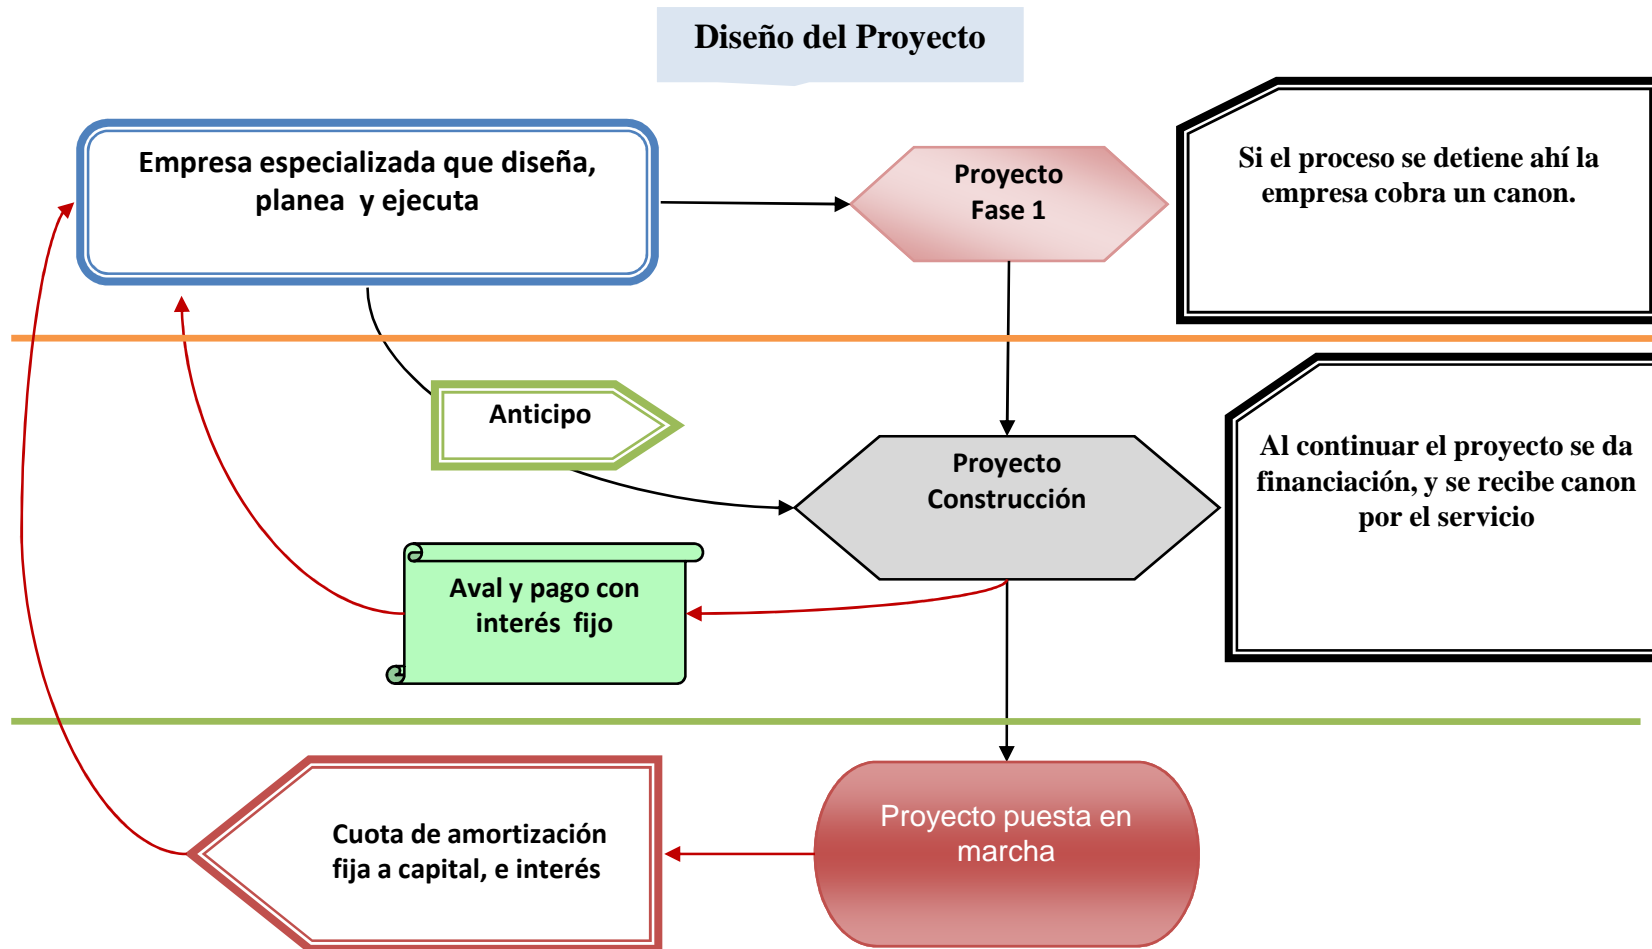 Diseño del Proyecto
Empresa especializada que diseña,
planea y ejecuta
Proyecto
Fase 1
Si el proceso se detiene ahí la
empresa cobra un canon.
Anticipo
Proyecto
Construcción
Al continuar el proyecto se da
financiación, y se recibe canon
por el servicio
Aval y pago con
interés fijo
Proyecto puesta en
marcha
Cuota de amortización
fija a capital, e interés